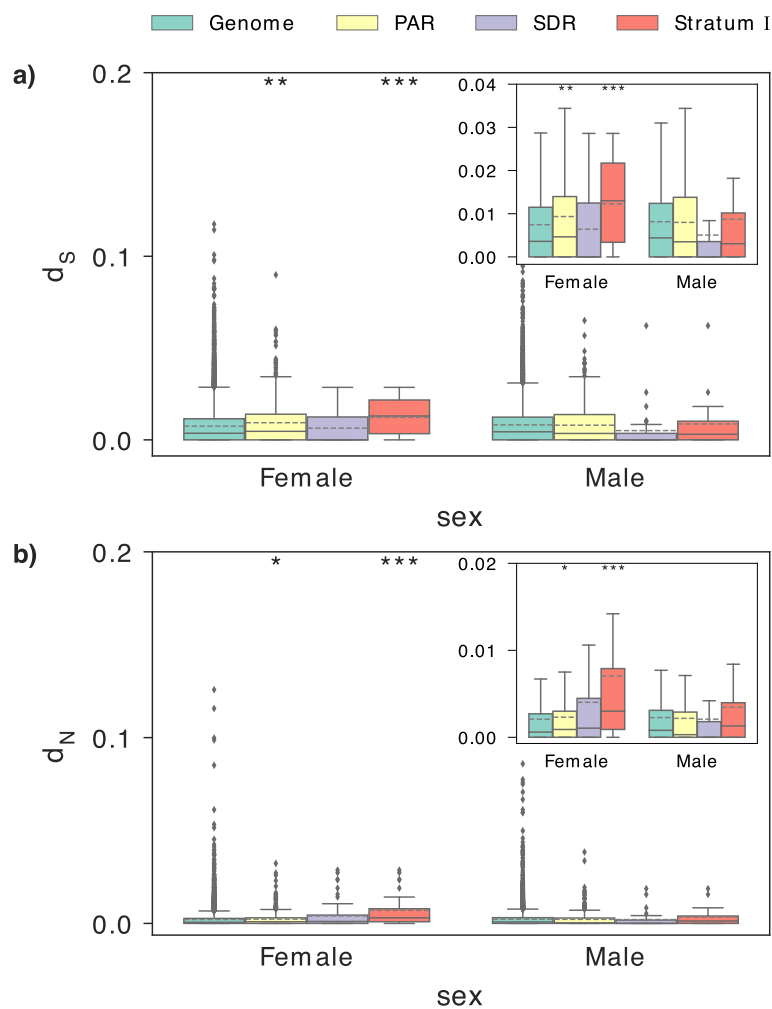 Genome PAR SDR Stratum I
a)
0.2
** ***
0.04
** ***
0.03
0.02
0.01
0.00
Female Male
dS
0.1
0.0
Female Male
sex
b)
0.2
* ***
0.02
* ***
0.01
0.00
Female Male
dN
0.1
0.0
Female Male
sex